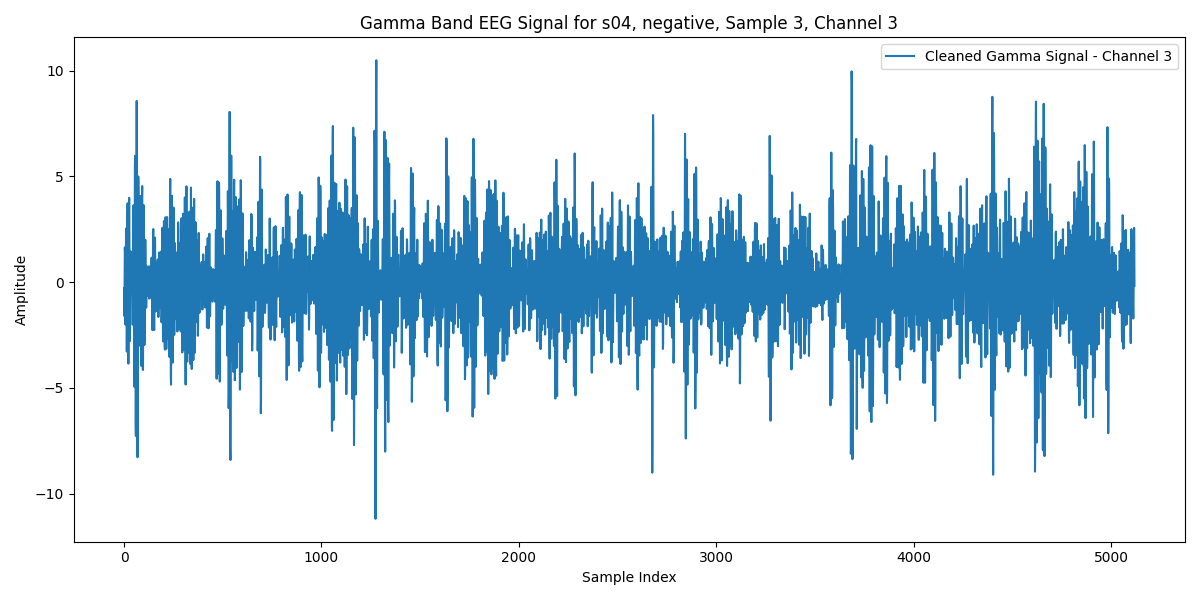 Gamma Band EEG Signal for s04, negative, Sample 3, Channel 3
Cleaned Gamma Signal - Channel 3
Amplitude
10
5
0
−5
−10
0 1000 2000 3000 4000 5000
Sample Index